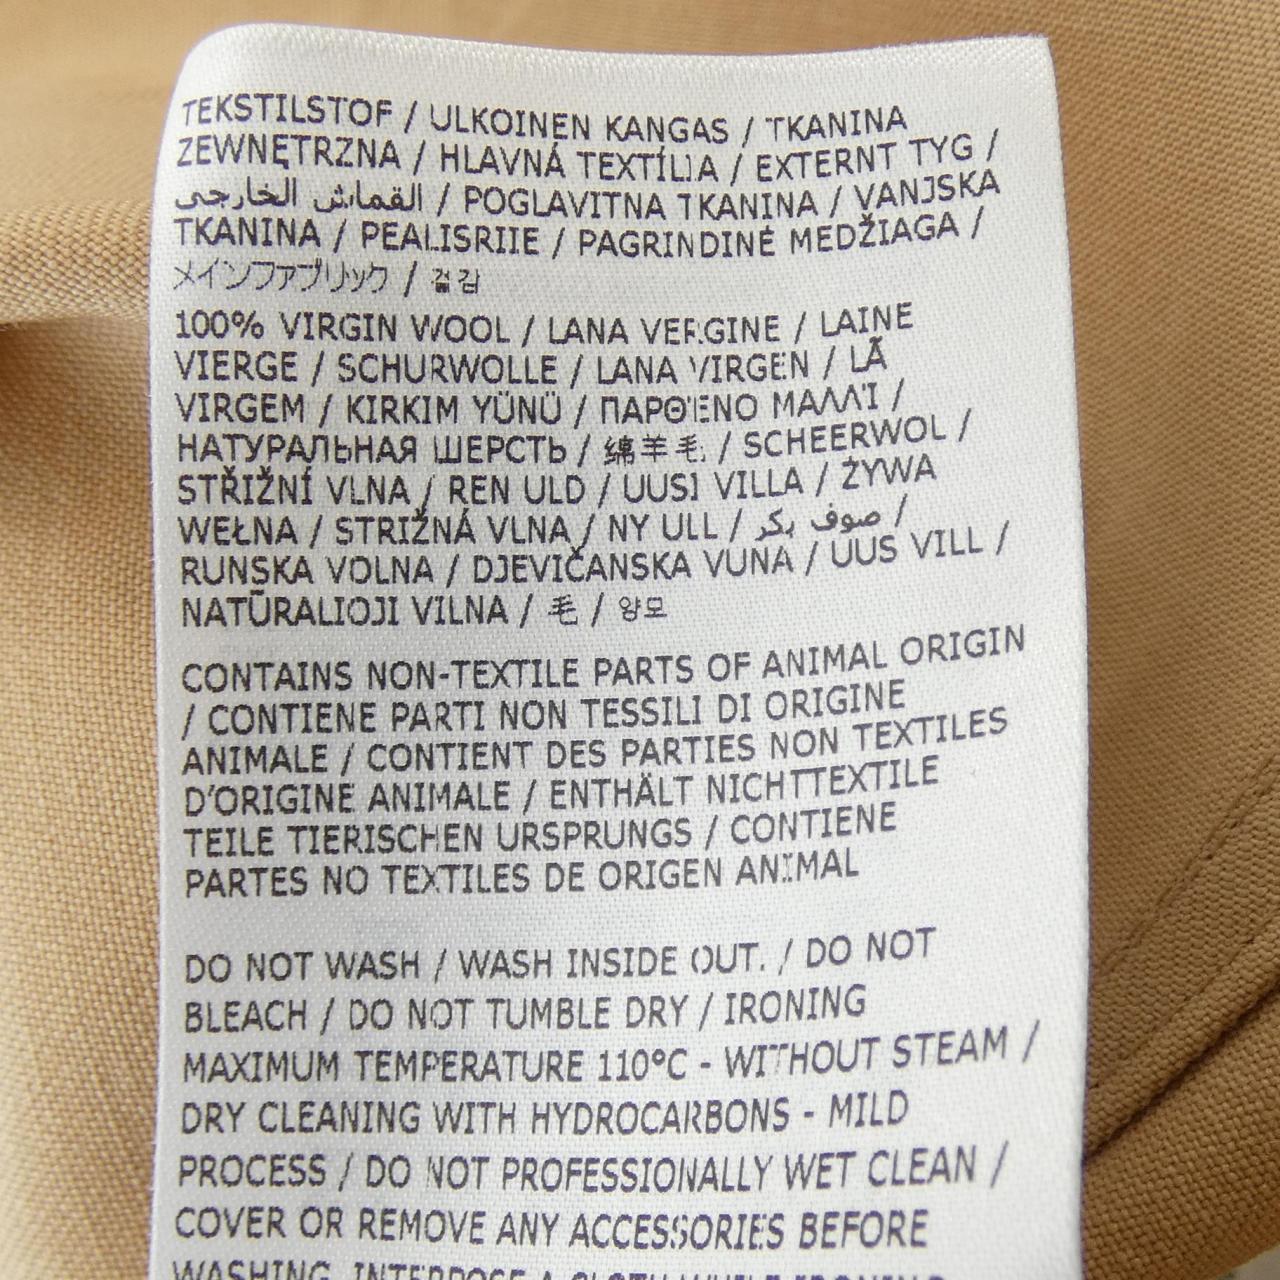 TEKSTILSTOF / ULKOINEN KANGAS / TKANINA
ZEWNĘTRZNA / HLAVNÁ TEXTÍLIA / EXTERNT TYG /
القماش الخارجي / POGLAVITNA TKANINA / VANJSKA
TKANINA / PEALISRIIE / PAGRINDINĖ MEDŽIAGA /
メインファブリック / 겉감
100% VIRGIN WOOL / LANA VERGINE / LAINE
VIERGE / SCHURWOLLE / LANA VIRGEN / LÃ
VIRGEM / KIRKIM YÜNÜ / ΠΑΡΘΈΝΟ ΜΑΛΛΊ /
НАТУРАЛЬНАЯ ШЕРСТЬ / 绵羊毛 / SCHEERWOL /
STŘIŽNÍ VLNA / REN ULD / UUSI VILLA / ŻYWA
WEŁNA / STRIŽNÁ VLNA / NY ULL / صوف بكر /
RUNSKA VOLNA / DJEVIČANSKA VUNA / UUS VILL /
NATŪRALIOJI VILNA / 毛 / 양모
CONTAINS NON-TEXTILE PARTS OF ANIMAL ORIGIN
/ CONTIENE PARTI NON TESSILI DI ORIGINE
ANIMALE / CONTIENT DES PARTIES NON TEXTILES
D'ORIGINE ANIMALE / ENTHÄLT NICHTTEXTILE
TEILE TIERISCHEN URSPRUNGS / CONTIENE
PARTES NO TEXTILES DE ORIGEN ANIMAL
DO NOT WASH / WASH INSIDE OUT. / DO NOT
BLEACH / DO NOT TUMBLE DRY / IRONING
MAXIMUM TEMPERATURE 110°C - WITHOUT STEAM /
DRY CLEANING WITH HYDROCARBONS - MILD
PROCESS / DO NOT PROFESSIONALLY WET CLEAN /
COVER OR REMOVE ANY ACCESSORIES BEFORE
WASHING, INTERPOSE A CLOTH WHILE IRONING